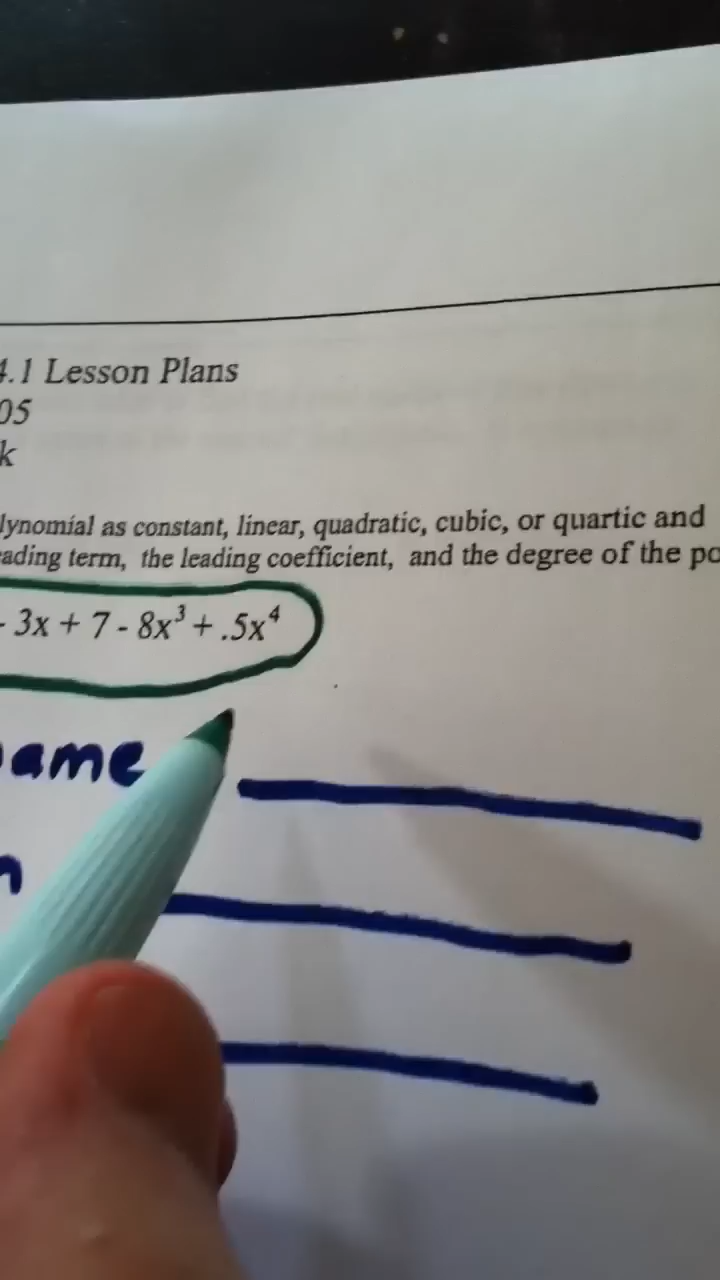 4.1 Lesson Plans
05
k
lynomial as constant, linear, quadratic, cubic, or quartic and
ading term, the leading coefficient, and the degree of the po
- 3x + 7 - 8x³ + .5x⁴
ame
n